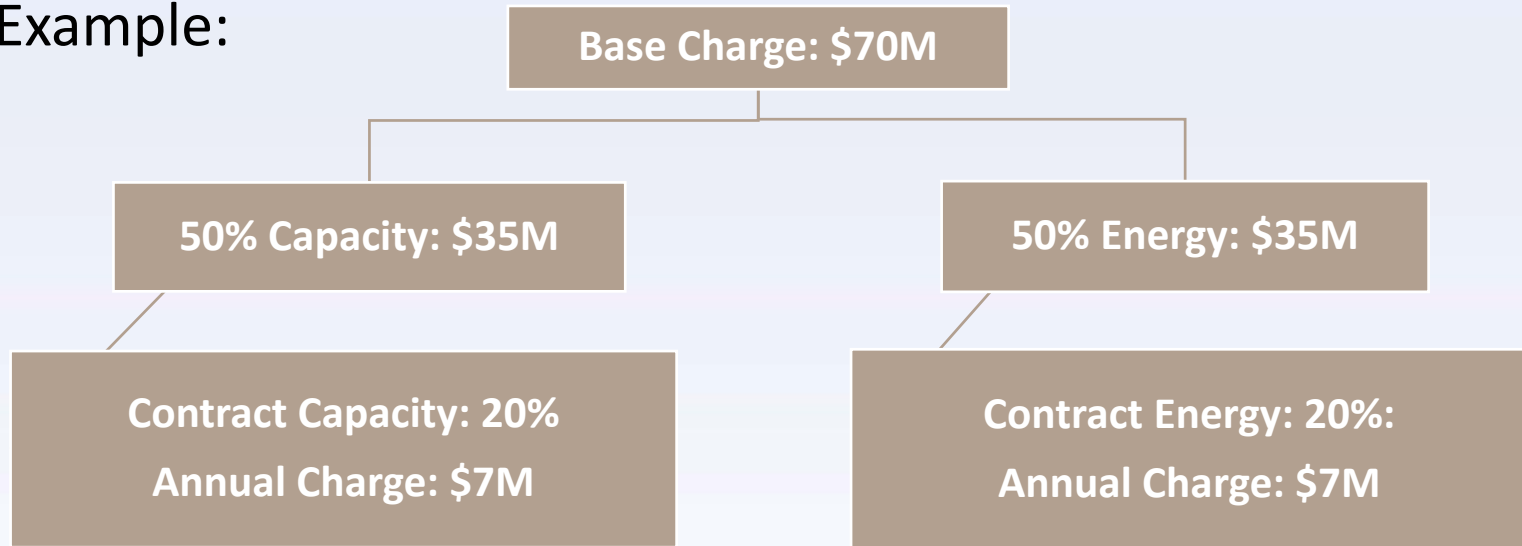 Example:
Base Charge: $70M
50% Capacity: $35M
50% Energy: $35M
Contract Capacity: 20%
Annual Charge: $7M
Contract Energy: 20%:
Annual Charge: $7M